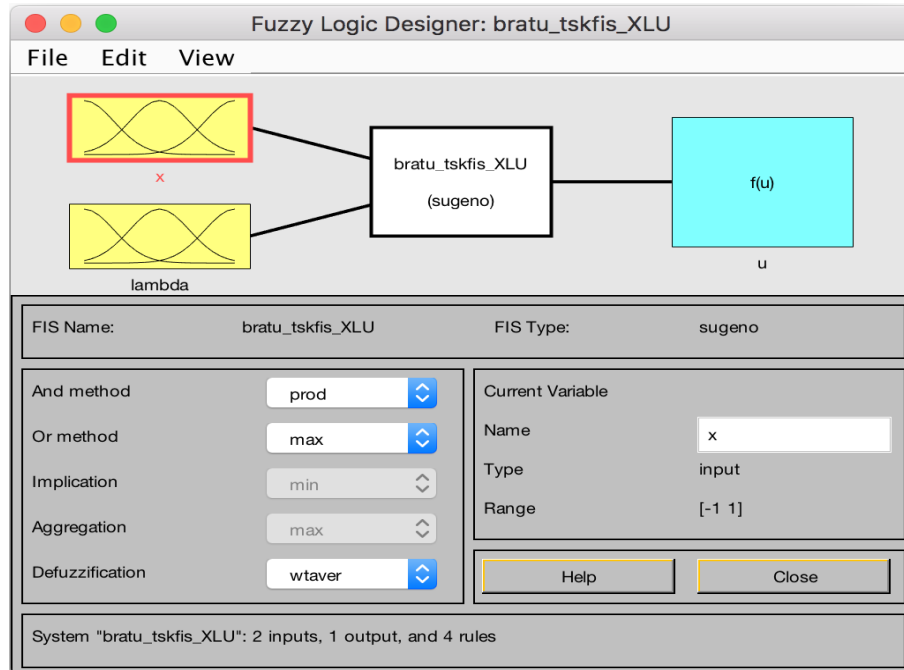 Fuzzy Logic Designer: bratu_tskfis_XLU
File Edit View
x
lambda
bratu_tskfis_XLU
(sugeno)
f(u)
u
FIS Name: bratu_tskfis_XLU FIS Type: sugeno
And method prod
Or method max
Implication min
Aggregation max
Defuzzification wtaver
Current Variable
Name x
Type input
Range [-1 1]
Help Close
System "bratu_tskfis_XLU": 2 inputs, 1 output, and 4 rules